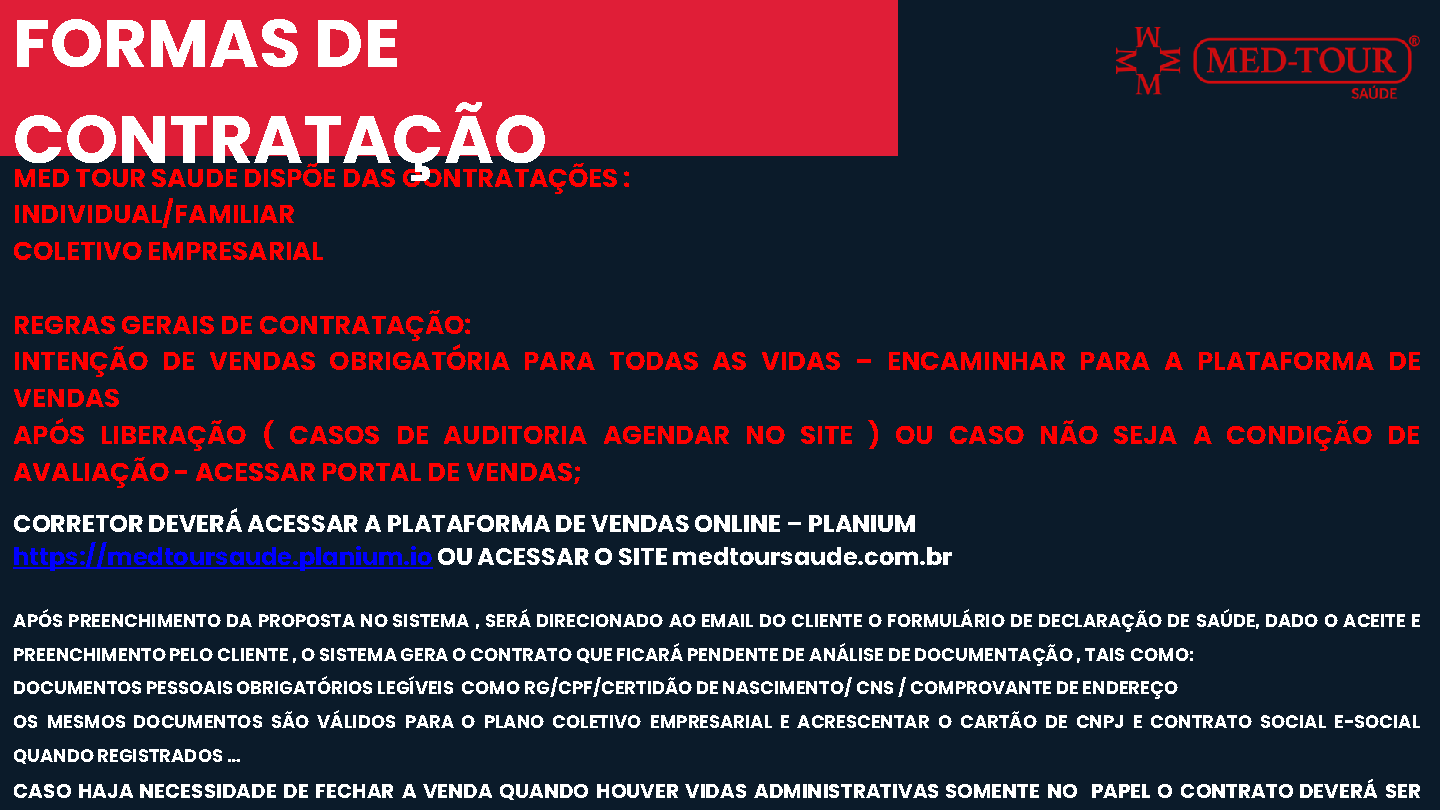 FORMAS DE
CONTRATAÇÃO
MED-TOUR®
SAÚDE
MED TOUR SAUDE DISPÕE DAS CONTRATAÇÕES :
INDIVIDUAL/FAMILIAR
COLETIVO EMPRESARIAL
REGRAS GERAIS DE CONTRATAÇÃO:
INTENÇÃO DE VENDAS OBRIGATÓRIA PARA TODAS AS VIDAS – ENCAMINHAR PARA A PLATAFORMA DE
VENDAS
APÓS LIBERAÇÃO ( CASOS DE AUDITORIA AGENDAR NO SITE ) OU CASO NÃO SEJA A CONDIÇÃO DE
AVALIAÇÃO – ACESSAR PORTAL DE VENDAS;
CORRETOR DEVERÁ ACESSAR A PLATAFORMA DE VENDAS ONLINE – PLANIUM
https://medtoursaude.planium.io OU ACESSAR O SITE medtoursaude.com.br
APÓS PREENCHIMENTO DA PROPOSTA NO SISTEMA , SERÁ DIRECIONADO AO EMAIL DO CLIENTE O FORMULÁRIO DE DECLARAÇÃO DE SAÚDE, DADO O ACEITE E
PREENCHIMENTO PELO CLIENTE , O SISTEMA GERA O CONTRATO QUE FICARÁ PENDENTE DE ANÁLISE DE DOCUMENTAÇÃO , TAIS COMO:
DOCUMENTOS PESSOAIS OBRIGATÓRIOS LEGÍVEIS COMO RG/CPF/CERTIDÃO DE NASCIMENTO/ CNS / COMPROVANTE DE ENDEREÇO
OS MESMOS DOCUMENTOS SÃO VÁLIDOS PARA O PLANO COLETIVO EMPRESARIAL E ACRESCENTAR O CARTÃO DE CNPJ E CONTRATO SOCIAL E-SOCIAL
QUANDO REGISTRADOS ...
CASO HAJA NECESSIDADE DE FECHAR A VENDA QUANDO HOUVER VIDAS ADMINISTRATIVAS SOMENTE NO PAPEL O CONTRATO DEVERÁ SER